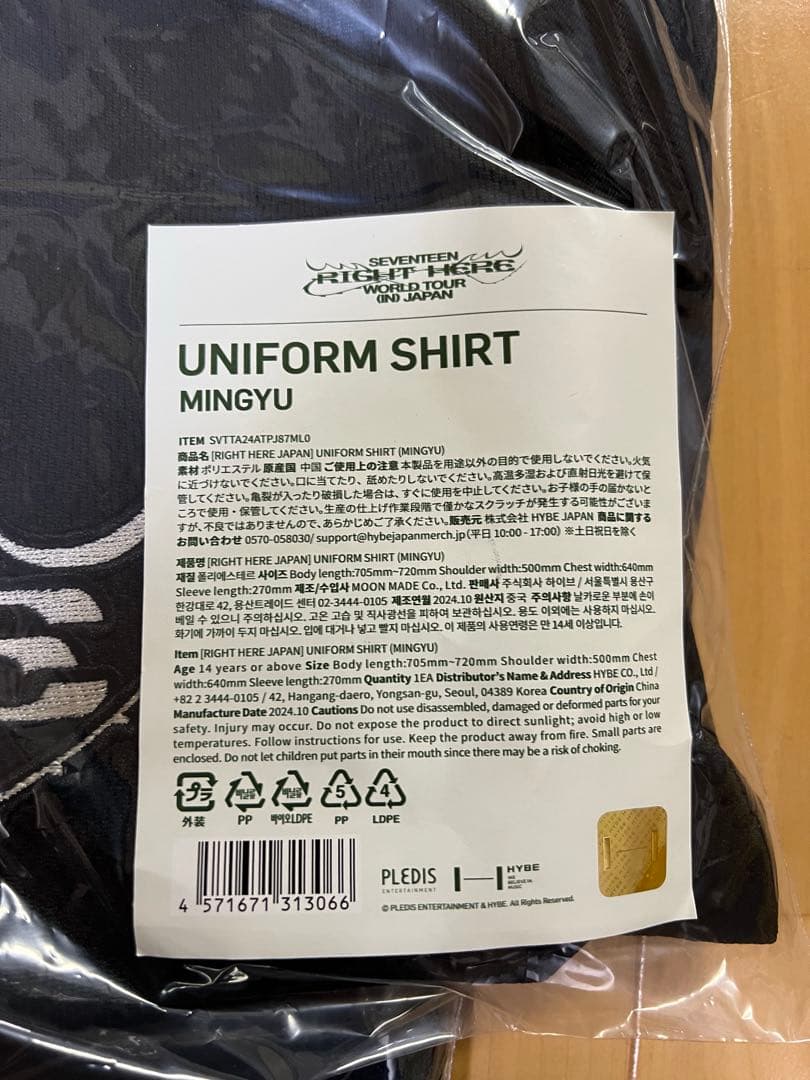 SEVENTEEN
RIGHT HERE
WORLD TOUR
(IN) JAPAN
UNIFORM SHIRT
MINGYU
ITEM SVTTA24ATPJ87ML0
商品名 [RIGHT HERE JAPAN] UNIFORM SHIRT (MINGYU)
素材 ポリエステル 原産国 中国 ご使用上の注意 本製品を用途以外の目的で使用しないでください。火気
に近づけないでください。口に当てたり、舐めたりしないでください。高温多湿および直射日光を避けて保
管してください。亀裂が入ったり破損した場合は、すぐに使用を中止してください。お子様の手の届かないと
ころで使用・保管してください。生産の仕上げ作業段階で僅かなスクラッチが発生する可能性がございま
すが、不良ではありませんので、あらかじめご了承ください。販売元 株式会社 HYBE JAPAN 商品に関する
お問い合わせ 0570-058030/ support@hybejapanmerch.jp (平日 10:00 - 17:00) ※土日祝日を除く
제품명 [RIGHT HERE JAPAN] UNIFORM SHIRT (MINGYU)
재질 폴리에스테르 사이즈 Body length:705mm~720mm Shoulder width:500mm Chest width:640mm
Sleeve length:270mm 제조/수입사 MOON MADE Co., Ltd. 판매사 주식회사 하이브 / 서울특별시 용산구
한강대로 42, 용산트레이드 센터 02-3444-0105 제조연월 2024.10 원산지 중국 주의사항 날카로운 부분에 손이
베일 수 있으니 주의하십시오. 고온 고습 및 직사광선을 피하여 보관하십시오. 용도 이외에는 사용하지 마십시오.
화기에 가까이 두지 마십시오. 입에 대거나 넣고 빨지 마십시오. 이 제품의 사용연령은 만 14세 이상입니다.
Item [RIGHT HERE JAPAN] UNIFORM SHIRT (MINGYU)
Age 14 years or above Size Body length:705mm~720mm Shoulder width:500mm Chest
width:640mm Sleeve length:270mm Quantity 1EA Distributor's Name & Address HYBE CO., Ltd /
+82 2 3444-0105 / 42, Hangang-daero, Yongsan-gu, Seoul, 04389 Korea Country of Origin China
Manufacture Date 2024.10 Cautions Do not use disassembled, damaged or deformed parts for your
safety. Injury may occur. Do not expose the product to direct sunlight; avoid high or low
temperatures. Follow instructions for use. Keep the product away from fire. Small parts are
enclosed. Do not let children put parts in their mouth since there may be a risk of choking.
プラ 비닐류 비닐류 5 4
外装 PP 바이오LDPE PP LDPE
4 571671 313066
PLEDIS
ENTERTAINMENT
HYBE
WE
BELIEVE IN
MUSIC
© PLEDIS ENTERTAINMENT & HYBE. All Rights Reserved.